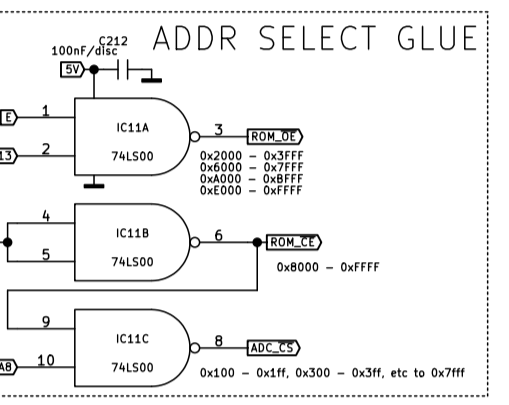 ADDR SELECT GLUE
C212
100nF/disc
5V
E
1
IC11A
3
ROM_OE
13
2
74LS00
0x2000 - 0x3FFF
0x6000 - 0x7FFF
0xA000 - 0xBFFF
0xE000 - 0xFFFF
4
IC11B
6
ROM_CE
5
74LS00
0x8000 - 0xFFFF
9
IC11C
8
ADC_CS
A8
10
74LS00
0x100 - 0x1ff, 0x300 - 0x3ff, etc to 0x7fff